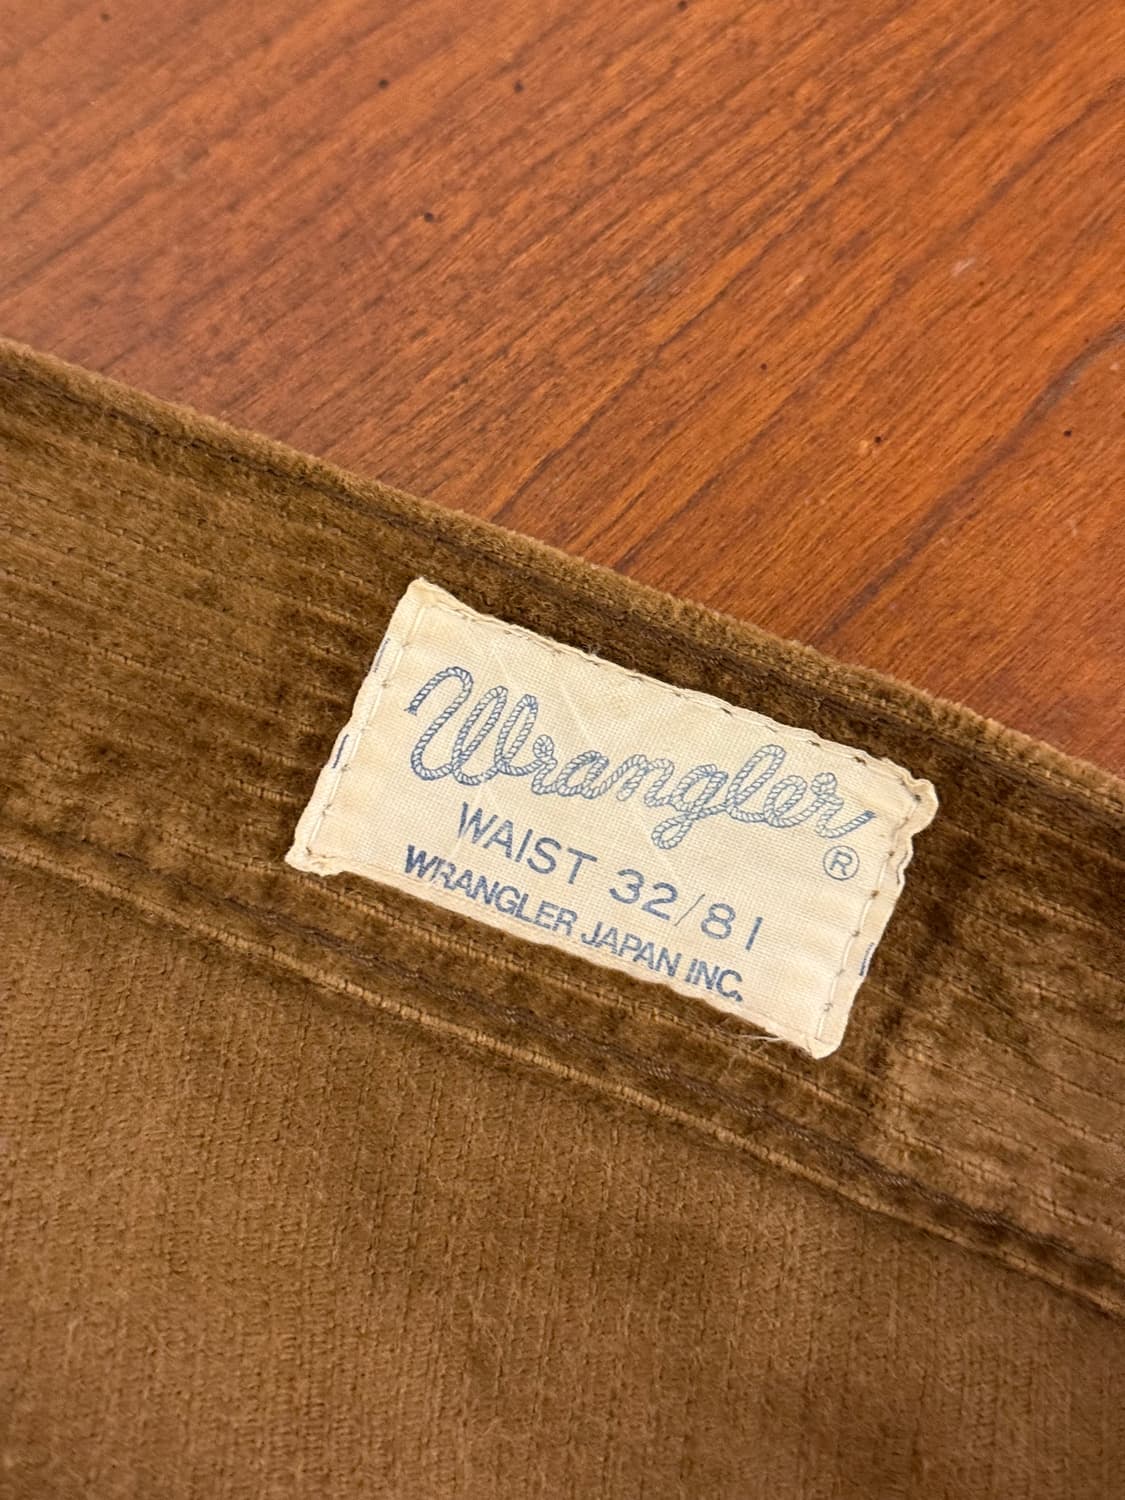 Wrangler
®
WAIST 32/81
WRANGLER JAPAN INC.